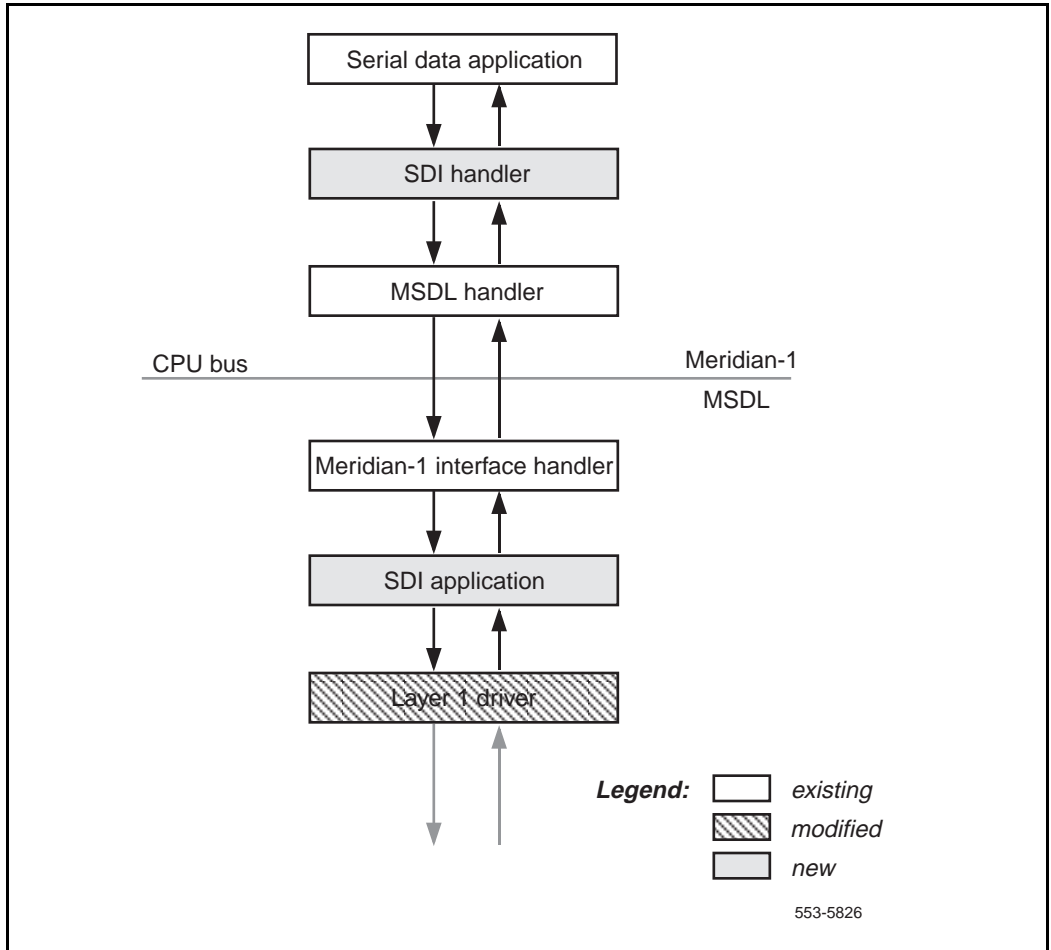 Serial data application
SDI handler
MSDL handler
CPU bus
Meridian-1
MSDL
Meridian-1 interface handler
SDI application
Layer 1 driver
Legend:
existing
modified
new
553-5826